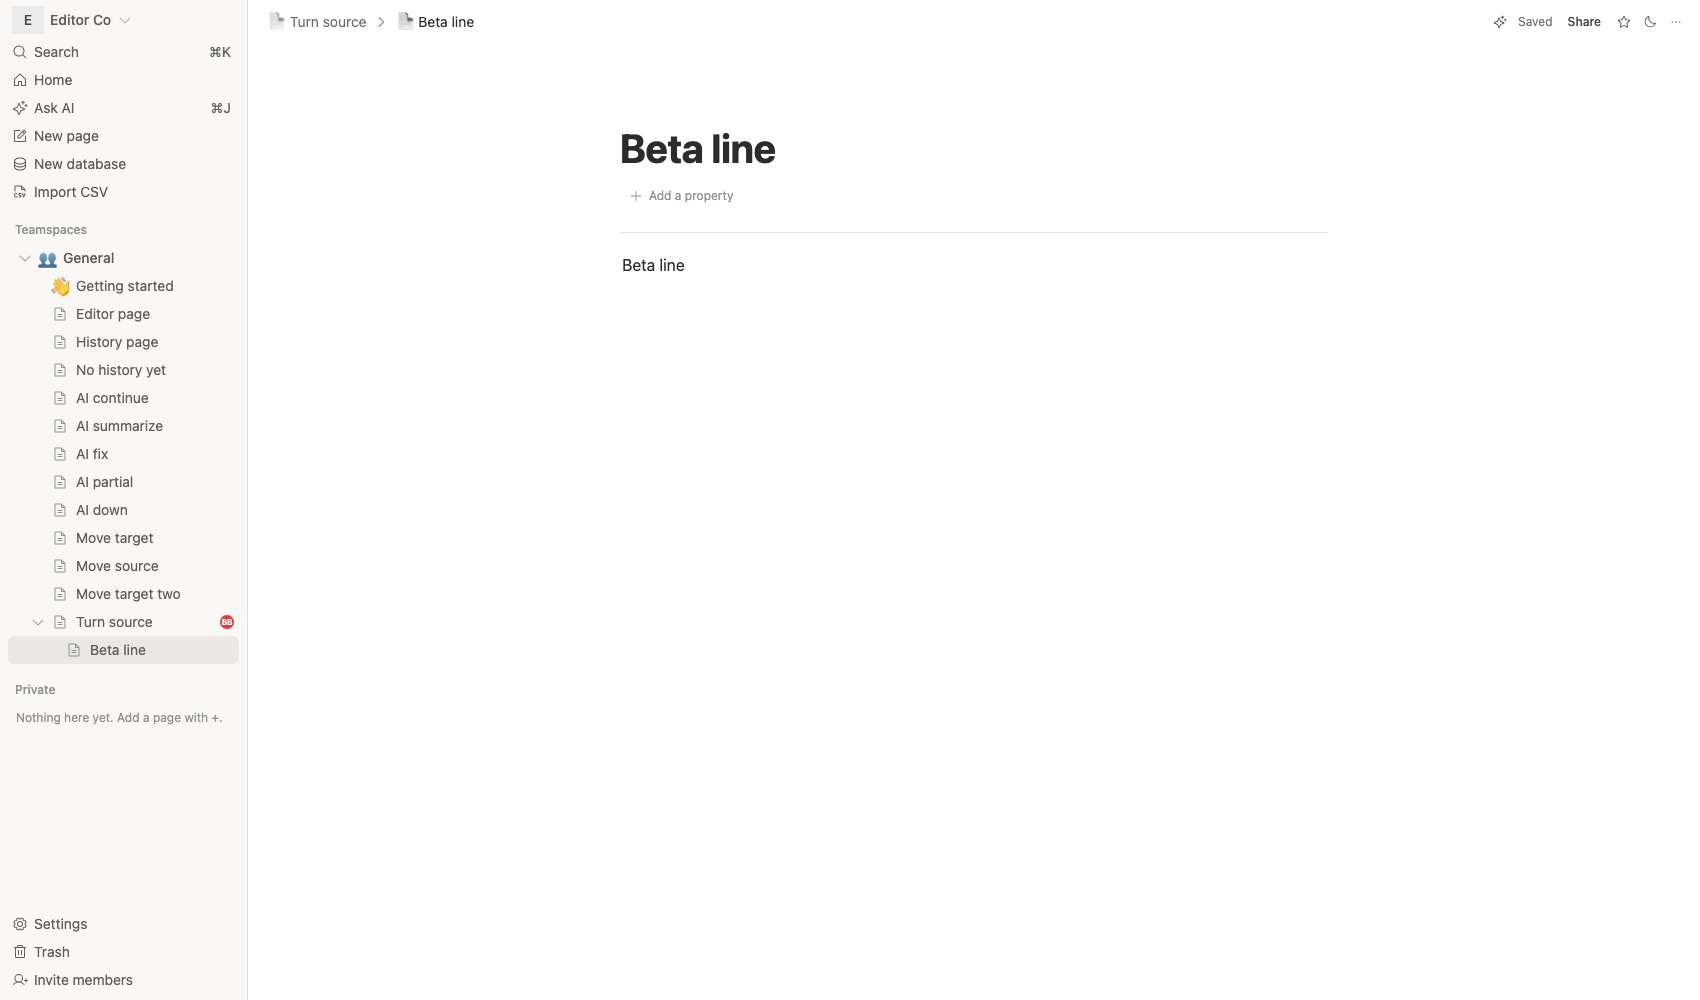 E Editor Co
Search ⌘K
Home
Ask AI ⌘J
New page
New database
Import CSV
Teamspaces
General
Getting started
Editor page
History page
No history yet
AI continue
AI summarize
AI fix
AI partial
AI down
Move target
Move source
Move target two
Turn source BB
Beta line
Private
Nothing here yet. Add a page with +.
Settings
Trash
Invite members
Turn source > Beta line
Saved Share ...
Beta line
+ Add a property
Beta line